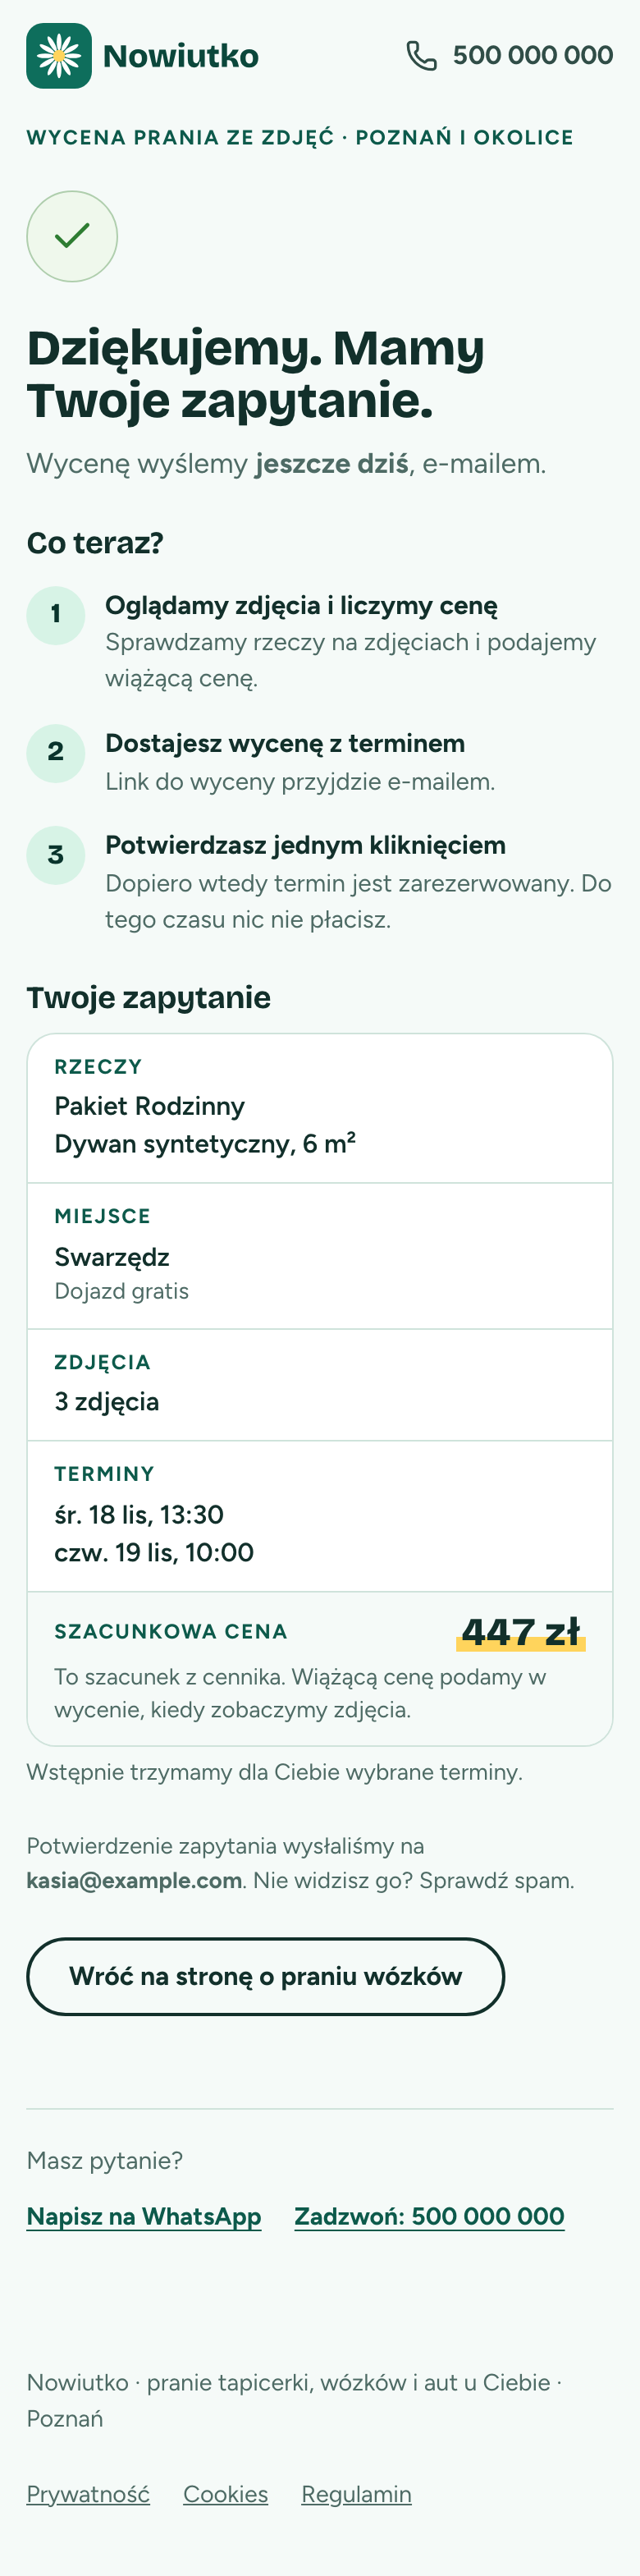 Nowiutko
500 000 000
WYCENA PRANIA ZE ZDJĘĆ · POZNAŃ I OKOLICE
Dziękujemy. Mamy
Twoje zapytanie.
Wycenę wyślemy jeszcze dziś, e-mailem.
Co teraz?
1
Oglądamy zdjęcia i liczymy cenę
Sprawdzamy rzeczy na zdjęciach i podajemy
wiążącą cenę.
2
Dostajesz wycenę z terminem
Link do wyceny przyjdzie e-mailem.
3
Potwierdzasz jednym kliknięciem
Dopiero wtedy termin jest zarezerwowany. Do
tego czasu nic nie płacisz.
Twoje zapytanie
RZECZY
Pakiet Rodzinny
Dywan syntetyczny, 6 m²
MIEJSCE
Swarzędz
Dojazd gratis
ZDJĘCIA
3 zdjęcia
TERMINY
śr. 18 lis, 13:30
czw. 19 lis, 10:00
SZACUNKOWA CENA
447 zł
To szacunek z cennika. Wiążącą cenę podamy w
wycenie, kiedy zobaczymy zdjęcia.
Wstępnie trzymamy dla Ciebie wybrane terminy.
Potwierdzenie zapytania wysłaliśmy na
kasia@example.com. Nie widzisz go? Sprawdź spam.
Wróć na stronę o praniu wózków
Masz pytanie?
Napisz na WhatsApp
Zadzwoń: 500 000 000
Nowiutko · pranie tapicerki, wózków i aut u Ciebie ·
Poznań
Prywatność
Cookies
Regulamin